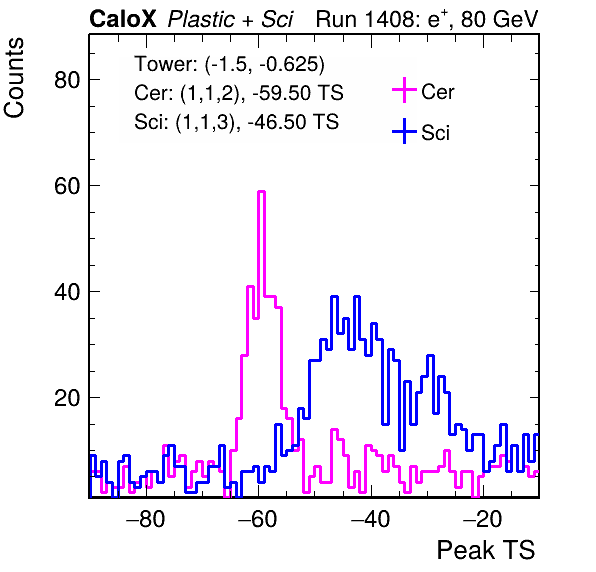 CaloX Plastic + Sci Run 1408: e⁺, 80 GeV
Counts
Tower: (-1.5, -0.625)
Cer: (1,1,2), -59.50 TS
Sci: (1,1,3), -46.50 TS
Cer
Sci
80
60
40
20
−80 −60 −40 −20
Peak TS